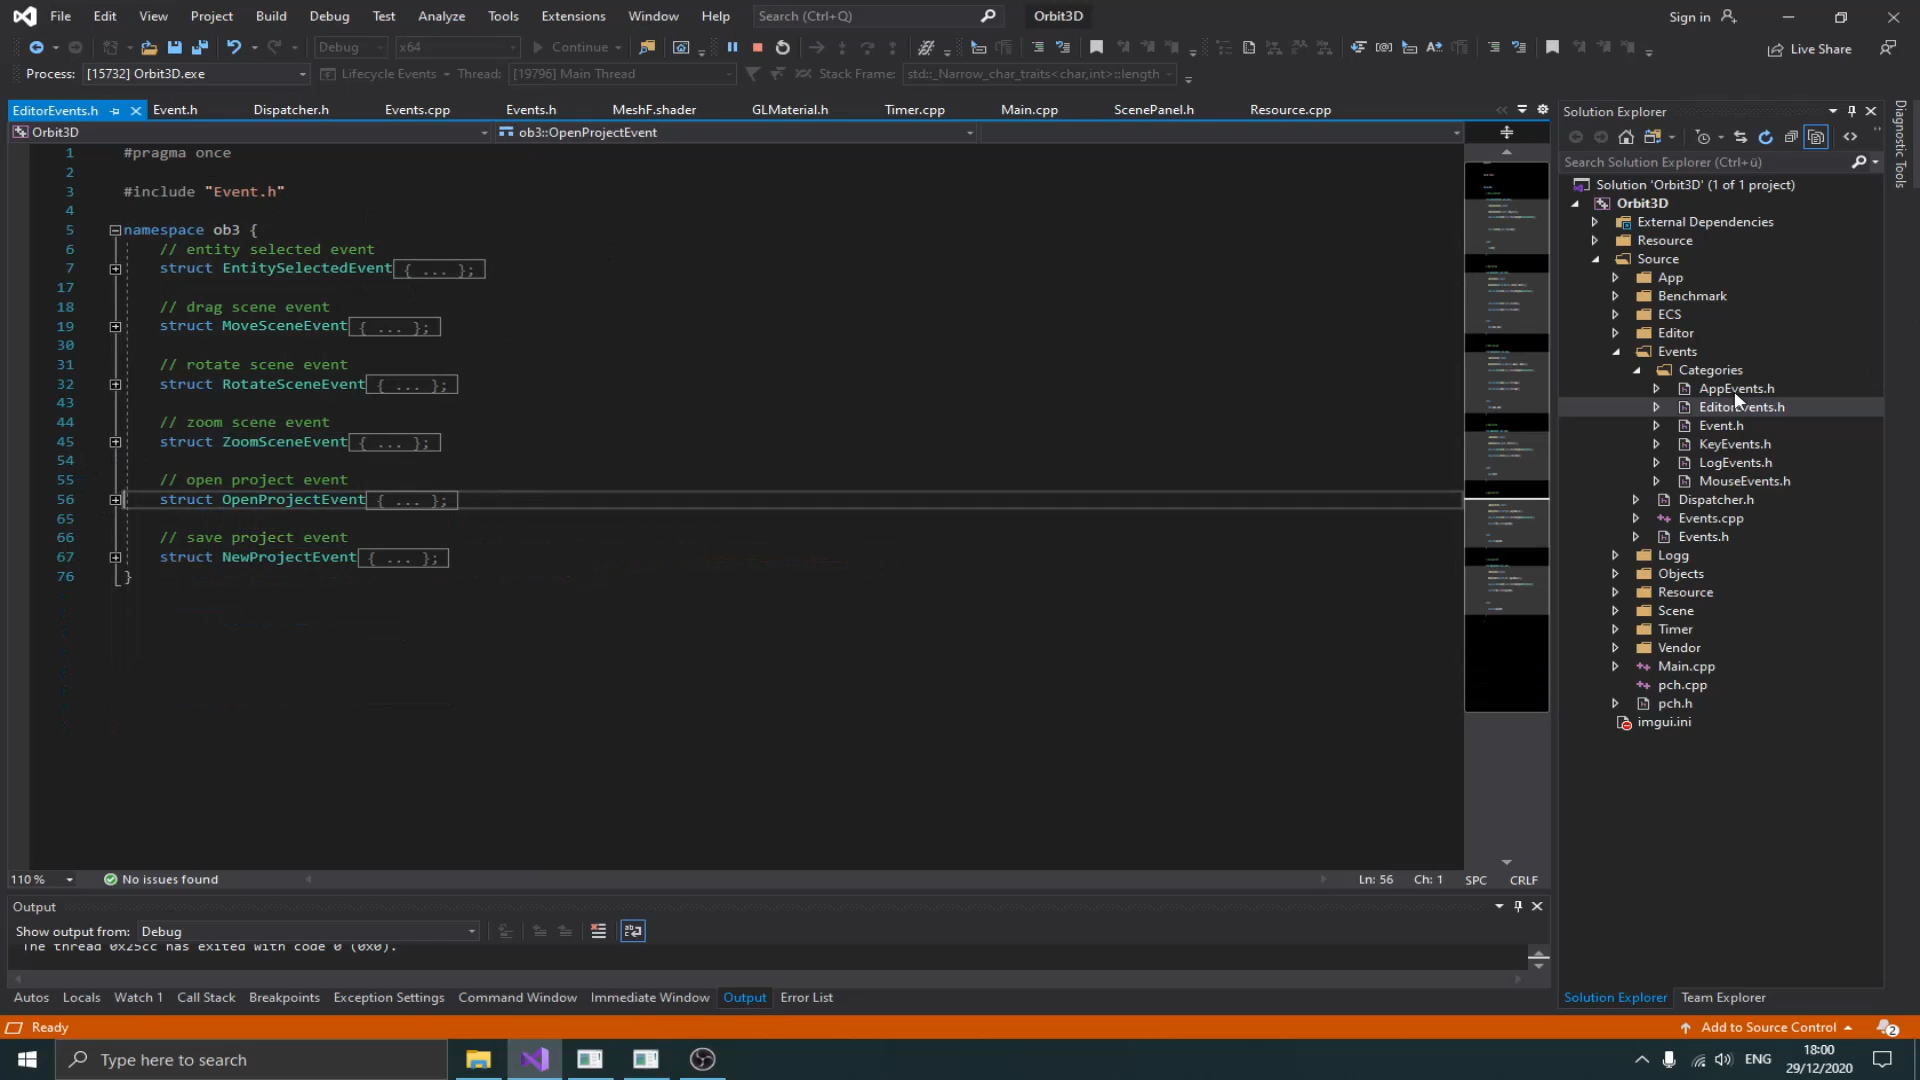 File Edit View Project Build Debug Test Analyze Tools Extensions Window Help Search (Ctrl+Q) Orbit3D Sign in
Debug x64 Continue Live Share
Process: [15732] Orbit3D.exe Lifecycle Events Thread: [19796] Main Thread Stack Frame: std::_Narrow_char_traits<char,int>::length
EditorEvents.h Event.h Dispatcher.h Events.cpp Events.h MeshF.shader GLMaterial.h Timer.cpp Main.cpp ScenePanel.h Resource.cpp
Orbit3D ob3::OpenProjectEvent
1 #pragma once
2
3 #include "Event.h"
4
5 namespace ob3 {
6 // entity selected event
7 struct EntitySelectedEvent { ... };
17
18 // drag scene event
19 struct MoveSceneEvent { ... };
30
31 // rotate scene event
32 struct RotateSceneEvent { ... };
43
44 // zoom scene event
45 struct ZoomSceneEvent { ... };
54
55 // open project event
56 struct OpenProjectEvent { ... };
65
66 // save project event
67 struct NewProjectEvent { ... };
76 }
110 % No issues found Ln: 56 Ch: 1 SPC CRLF
Output
Show output from: Debug
The thread 0x25cc has exited with code 0 (0x0).
Autos Locals Watch 1 Call Stack Breakpoints Exception Settings Command Window Immediate Window Output Error List
Solution Explorer
Search Solution Explorer (Ctrl+ü)
Solution 'Orbit3D' (1 of 1 project)
Orbit3D
External Dependencies
Resource
Source
App
Benchmark
ECS
Editor
Events
Categories
AppEvents.h
EditorEvents.h
Event.h
KeyEvents.h
LogEvents.h
MouseEvents.h
Dispatcher.h
Events.cpp
Events.h
Logg
Objects
Resource
Scene
Timer
Vendor
Main.cpp
pch.cpp
pch.h
imgui.ini
Solution Explorer Team Explorer
Diagnostic Tools
Ready Add to Source Control 2
Type here to search ENG 18:00
29/12/2020